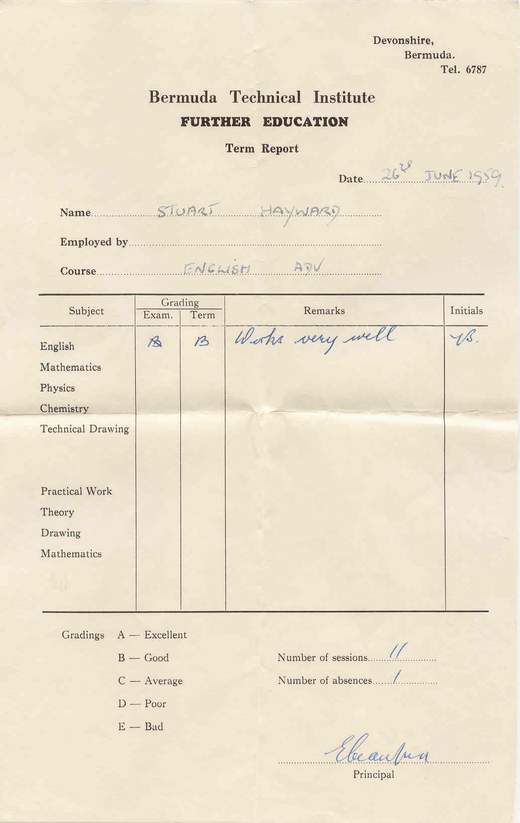 Devonshire,
Bermuda.
Tel. 6787
Bermuda Technical Institute
FURTHER EDUCATION
Term Report
Date 26 JUNE 1959.
Name STUART HAYWARD
Employed by
Course ENGLISH ADV
Subject Grading Remarks Initials
Exam. Term
English B Works very well
Mathematics
Physics
Chemistry
Technical Drawing
Practical Work
Theory
Drawing
Mathematics
Gradings A — Excellent
B — Good
C — Average
D — Poor
E — Bad
Number of sessions 11
Number of absences 1
Principal